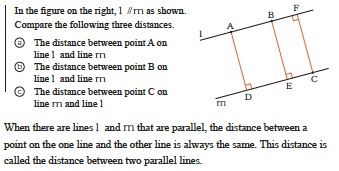 In the figure on the right, l // m as shown.
Compare the following three distances.
ⓐ The distance between point A on
line l and line m
ⓑ The distance between point B on
line l and line m
ⓒ The distance between point C on
line m and line l
l
A
B
F
m
D
E
C
When there are lines l and m that are parallel, the distance between a
point on the one line and the other line is always the same. This distance is
called the distance between two parallel lines.